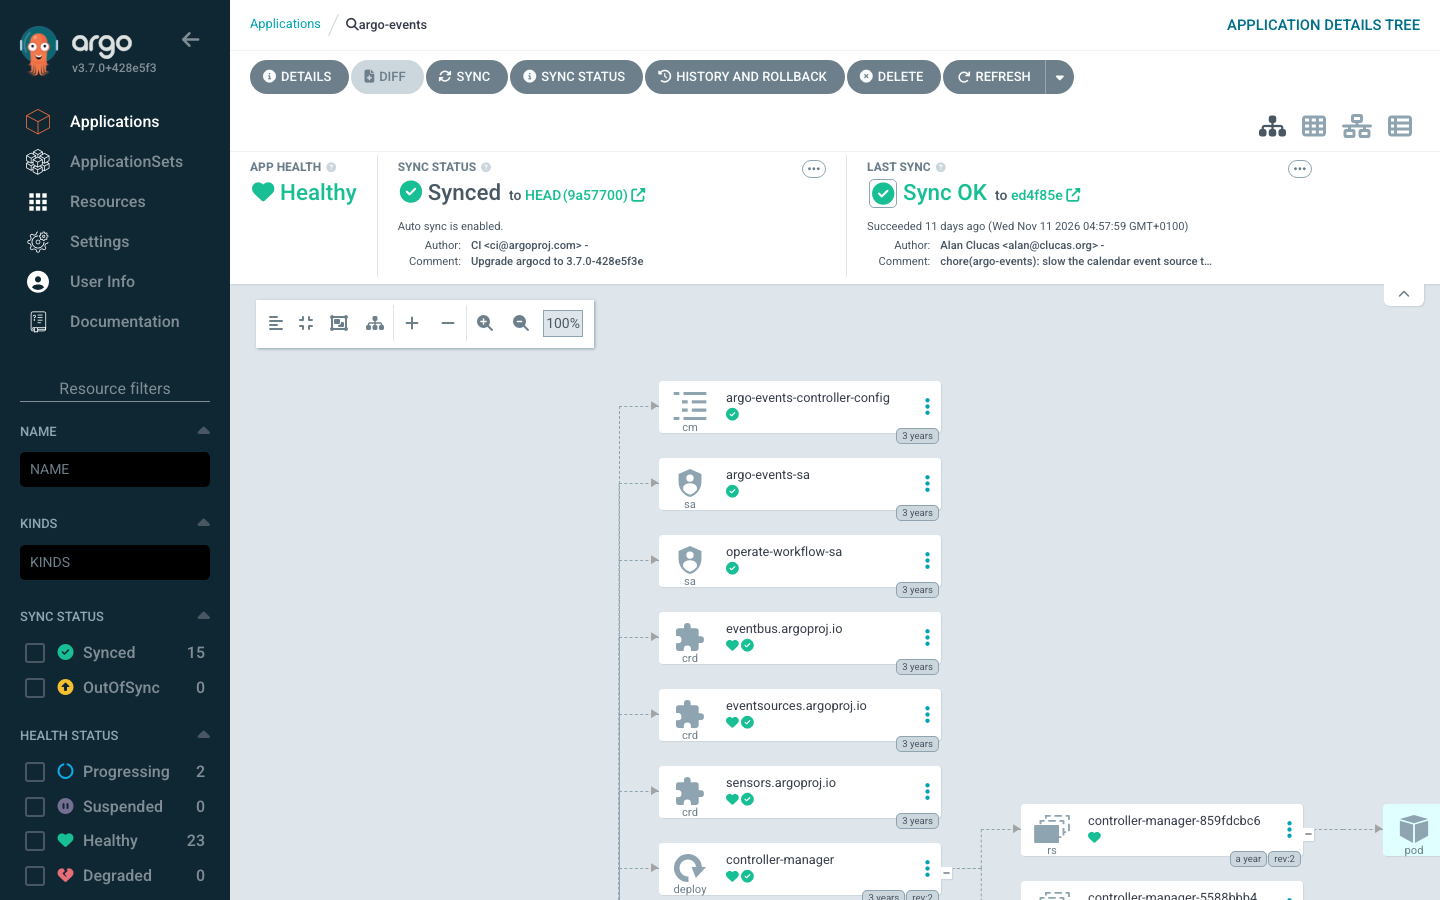 argo
v3.7.0+428e5f3
Applications
ApplicationSets
Resources
Settings
User Info
Documentation
Resource filters
NAME
NAME
KINDS
KINDS
SYNC STATUS
Synced 15
OutOfSync 0
HEALTH STATUS
Progressing 2
Suspended 0
Healthy 23
Degraded 0
Applications / argo-events
APPLICATION DETAILS TREE
DETAILS DIFF SYNC SYNC STATUS HISTORY AND ROLLBACK DELETE REFRESH
APP HEALTH
Healthy
SYNC STATUS
Synced to HEAD (9a57700)
Auto sync is enabled.
Author: CI <ci@argoproj.com> -
Comment: Upgrade argocd to 3.7.0-428e5f3e
LAST SYNC
Sync OK to ed4f85e
Succeeded 11 days ago (Wed Nov 11 2026 04:57:59 GMT+0100)
Author: Alan Clucas <alan@clucas.org> -
Comment: chore(argo-events): slow the calendar event source t...
100%
argo-events-controller-config
cm
3 years
argo-events-sa
sa
3 years
operate-workflow-sa
sa
3 years
eventbus.argoproj.io
crd
3 years
eventsources.argoproj.io
crd
3 years
sensors.argoproj.io
crd
3 years
controller-manager
deploy
3 years rev:2
controller-manager-859fdcbc6
rs
a year rev:2
pod
controller-manager-5588bbb4